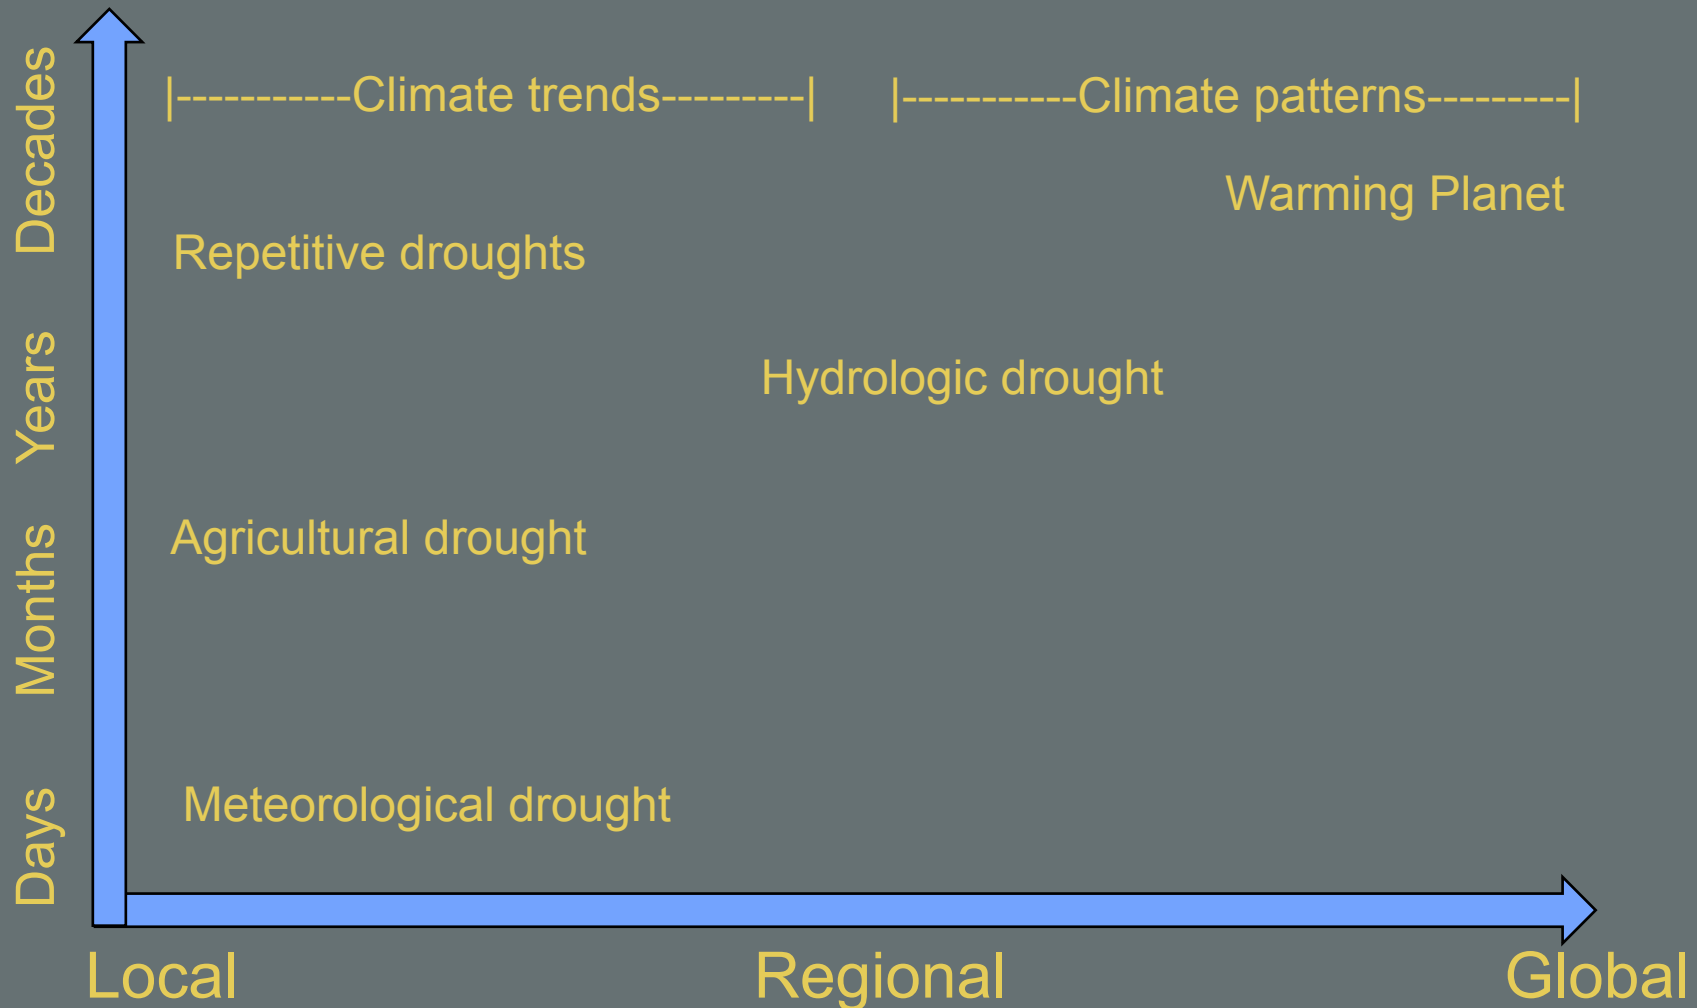 Decades
|-----------Climate trends---------|
|-----------Climate patterns---------|
Warming Planet
Repetitive droughts
Years
Hydrologic drought
Months
Agricultural drought
Days
Meteorological drought
Local
Regional
Global